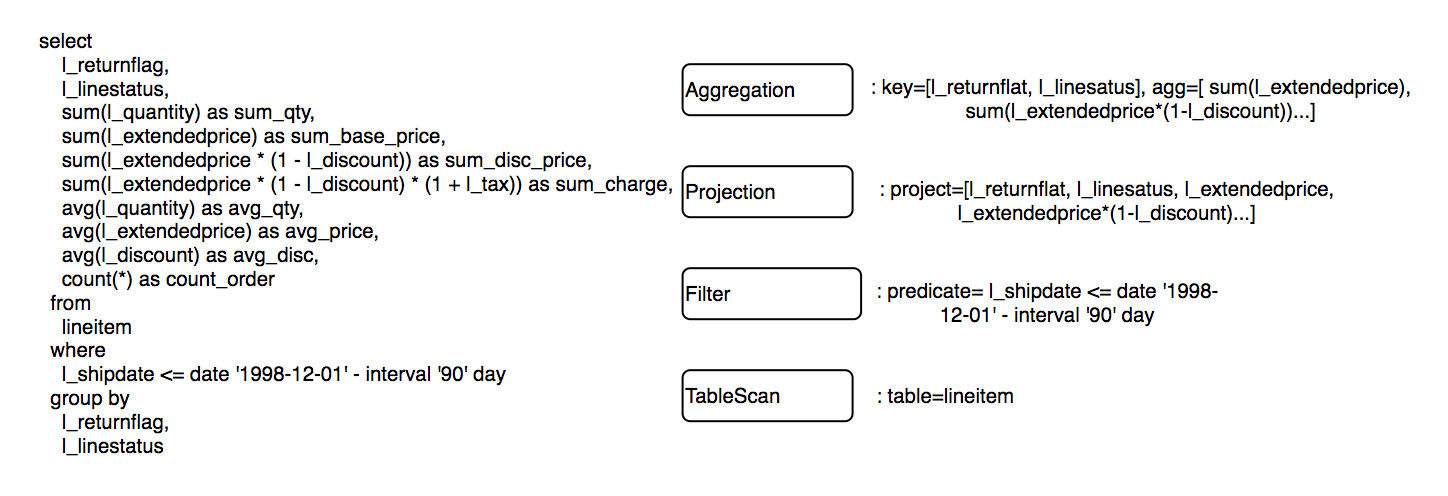 select
l_returnflag,
l_linestatus,
sum(l_quantity) as sum_qty,
sum(l_extendedprice) as sum_base_price,
sum(l_extendedprice * (1 - l_discount)) as sum_disc_price,
sum(l_extendedprice * (1 - l_discount) * (1 + l_tax)) as sum_charge,
avg(l_quantity) as avg_qty,
avg(l_extendedprice) as avg_price,
avg(l_discount) as avg_disc,
count(*) as count_order
from
lineitem
where
l_shipdate <= date '1998-12-01' - interval '90' day
group by
l_returnflag,
l_linestatus
Aggregation
: key=[l_returnflat, l_linesatus], agg=[ sum(l_extendedprice),
sum(l_extendedprice*(1-l_discount))...]
Projection
: project=[l_returnflat, l_linesatus, l_extendedprice,
l_extendedprice*(1-l_discount)...]
Filter
: predicate= l_shipdate <= date '1998-
12-01' - interval '90' day
TableScan
: table=lineitem